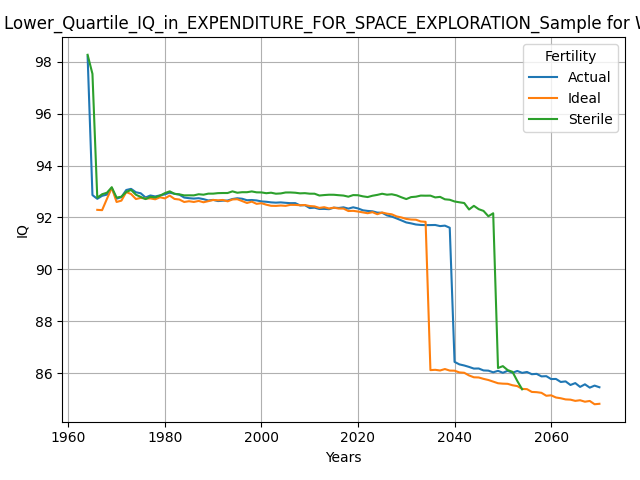 Lower_Quartile_IQ_in_EXPENDITURE_FOR_SPACE_EXPLORATION_Sample for W
Fertility
Actual
Ideal
Sterile
98
96
94
92
90
88
86
IQ
1960
1980
2000
2020
2040
2060
Years